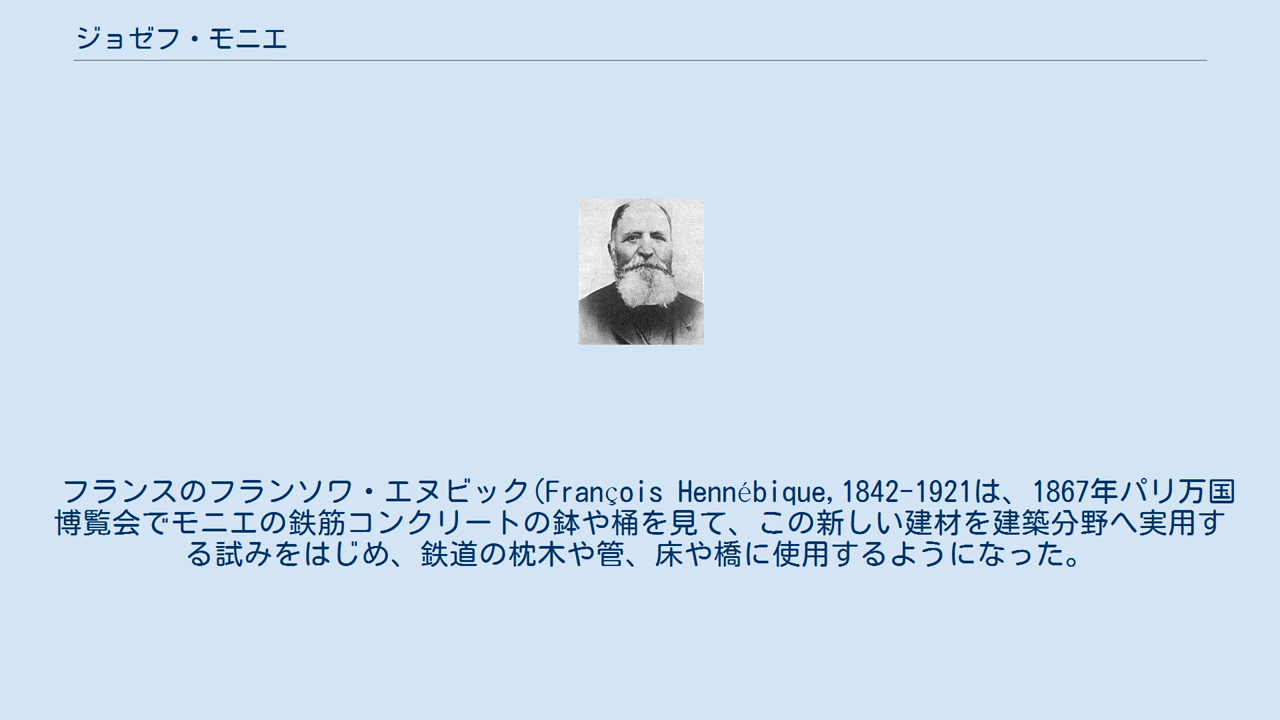 ジョゼフ・モニエ
フランスのフランソワ・エヌビック(François Hennébique,1842-1921は、1867年パリ万国
博覧会でモニエの鉄筋コンクリートの鉢や桶を見て、この新しい建材を建築分野へ実用す
る試みをはじめ、鉄道の枕木や管、床や橋に使用するようになった。